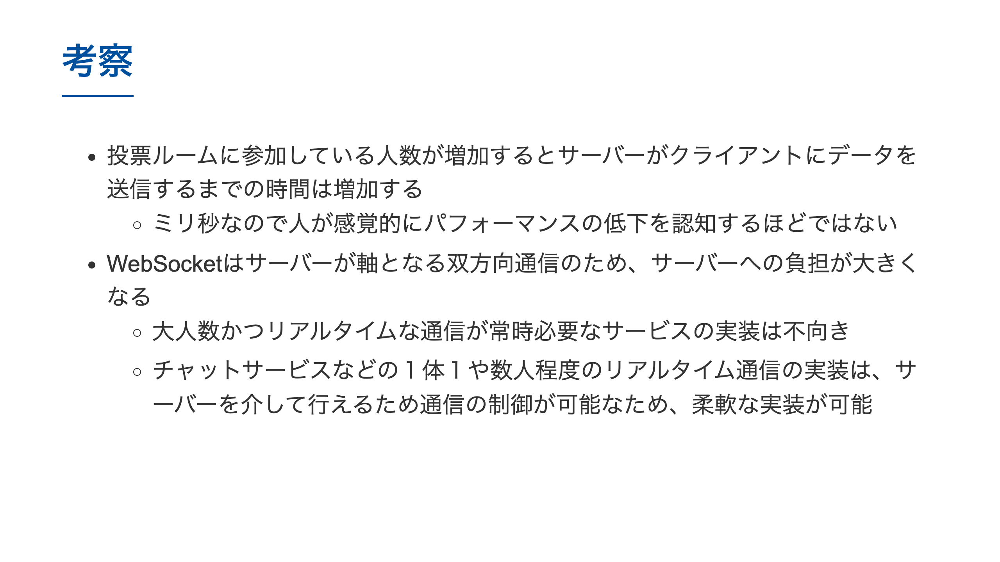 考察
投票ルームに参加している人数が増加するとサーバーがクライアントにデータを
送信するまでの時間は増加する
ミリ秒なので人が感覚的にパフォーマンスの低下を認知するほどではない
WebSocketはサーバーが軸となる双方向通信のため、サーバーへの負担が大きく
なる
大人数かつリアルタイムな通信が常時必要なサービスの実装は不向き
チャットサービスなどの１体１や数人程度のリアルタイム通信の実装は、サ
ーバーを介して行えるため通信の制御が可能なため、柔軟な実装が可能